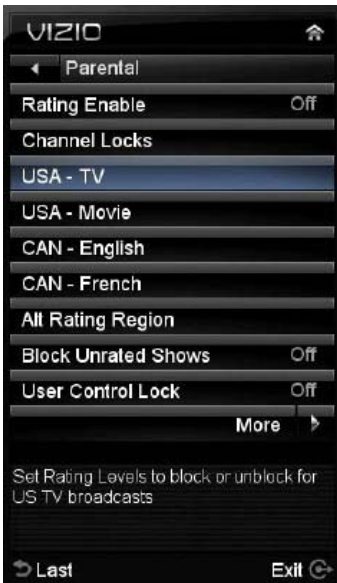 VIZIO
Parental
Rating Enable Off
Channel Locks
USA - TV
USA - Movie
CAN - English
CAN - French
Alt Rating Region
Block Unrated Shows Off
User Control Lock Off
More
Set Rating Levels to block or unblock for
US TV broadcasts
Last Exit